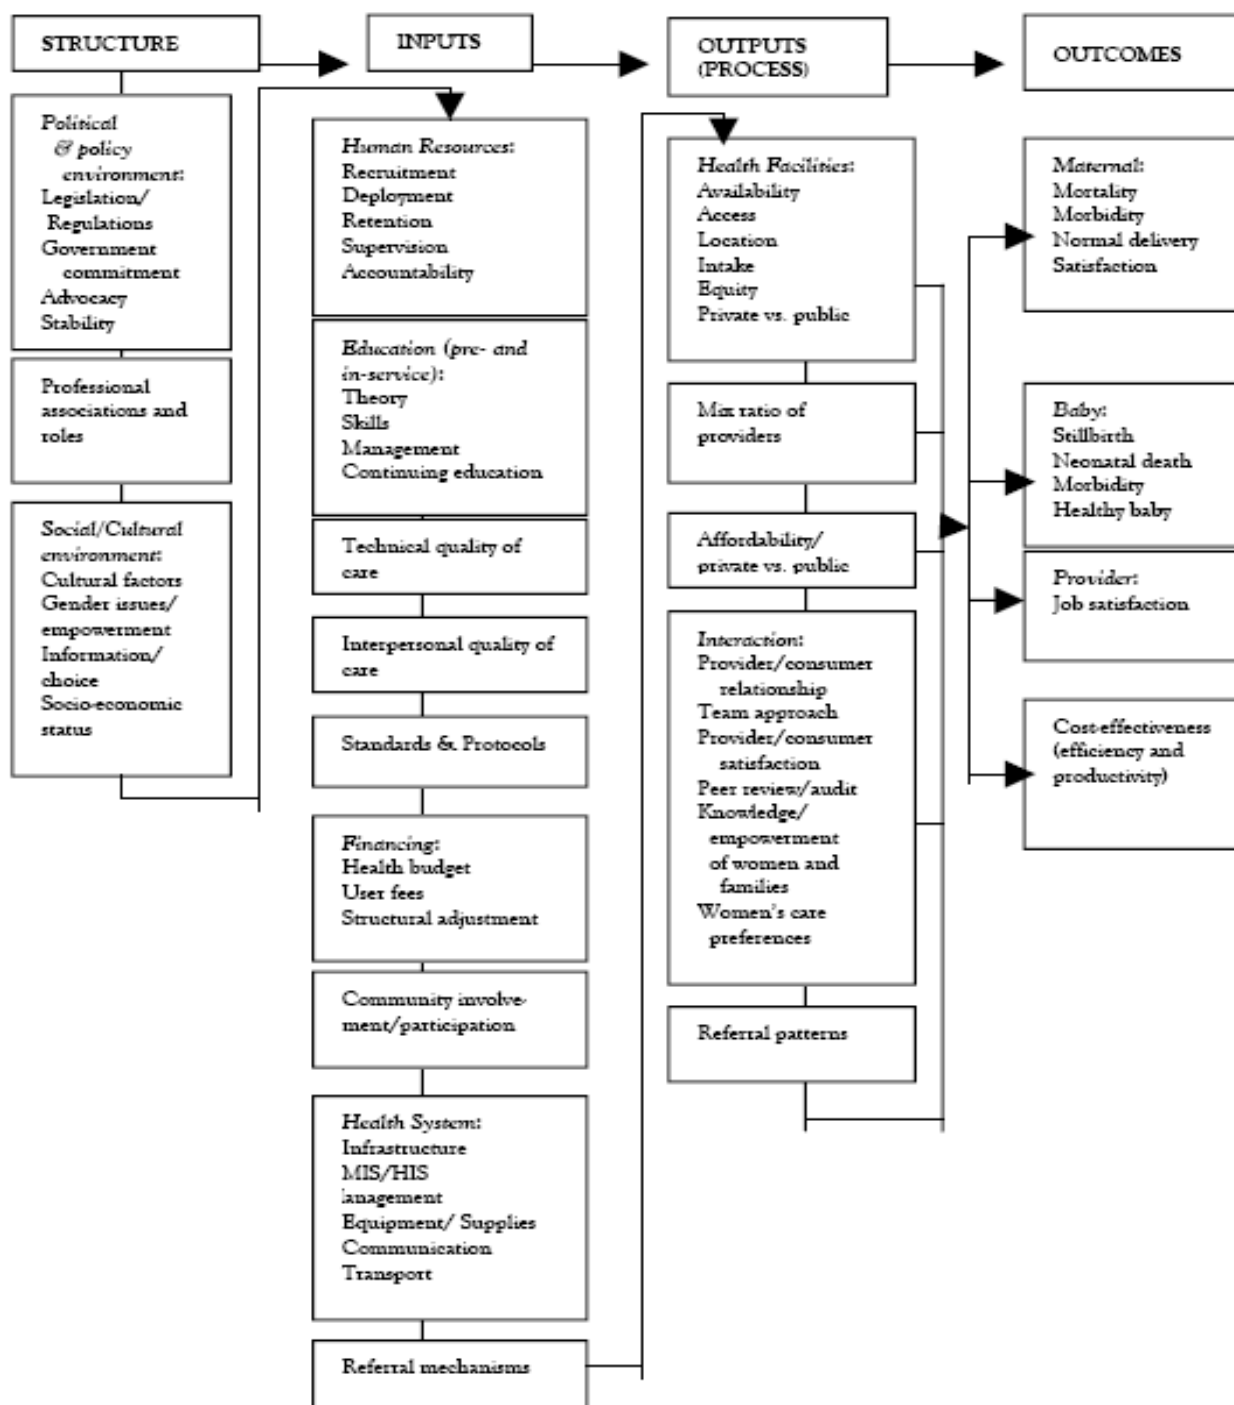 STRUCTURE
Political
& policy
environment:
Legislation/
Regulations
Government
commitment
Advocacy
Stability
Professional
associations and
roles
Social/Cultural
environment:
Cultural factors
Gender issues/
empowerment
Information/
choice
Socio-economic
status
INPUTS
Human Resources:
Recruitment
Deployment
Retention
Supervision
Accountability
Education (pre- and
in-service):
Theory
Skills
Management
Continuing education
Technical quality of
care
Interpersonal quality of
care
Standards & Protocols
Financing:
Health budget
User fees
Structural adjustment
Community involve-
ment/participation
Health System:
Infrastructure
MIS/HIS
anagement
Equipment/ Supplies
Communication
Transport
Referral mechanisms
OUTPUTS
(PROCESS)
Health Facilities:
Availability
Access
Location
Intake
Equity
Private vs. public
Mix ratio of
providers
Affordability/
private vs. public
Interaction:
Provider/consumer
relationship
Team approach
Provider/consumer
satisfaction
Peer review/audit
Knowledge/
empowerment
of women and
families
Women's care
preferences
Referral patterns
OUTCOMES
Maternal:
Mortality
Morbidity
Normal delivery
Satisfaction
Baby:
Stillbirth
Neonatal death
Morbidity
Healthy baby
Provider:
Job satisfaction
Cost-effectiveness
(efficiency and
productivity)